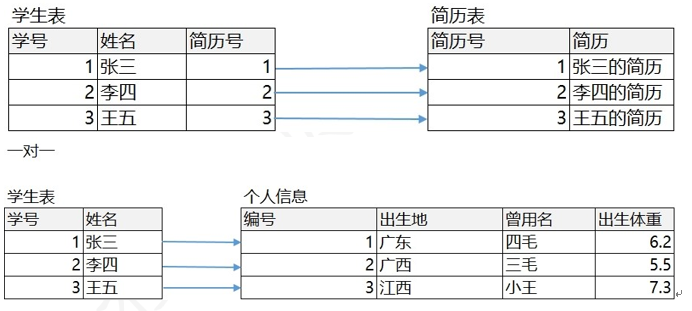 学生表 简历表
学号 姓名 简历号 简历号 简历
1 张三 1 1 张三的简历
2 李四 2 2 李四的简历
3 王五 3 3 王五的简历
一对一
学生表 个人信息
学号 姓名 编号 出生地 曾用名 出生体重
1 张三 1 广东 四毛 6.2
2 李四 2 广西 三毛 5.5
3 王五 3 江西 小王 7.3